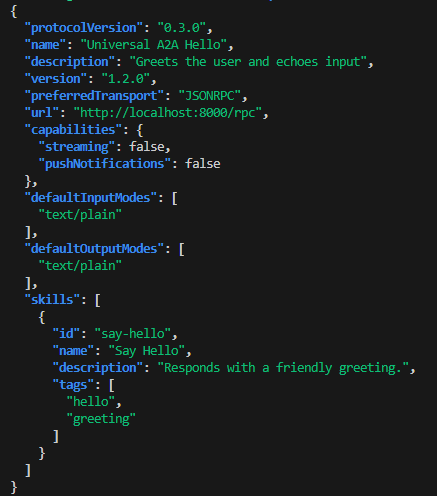 {
  "protocolVersion": "0.3.0",
  "name": "Universal A2A Hello",
  "description": "Greets the user and echoes input",
  "version": "1.2.0",
  "preferredTransport": "JSONRPC",
  "url": "http://localhost:8000/rpc",
  "capabilities": {
    "streaming": false,
    "pushNotifications": false
  },
  "defaultInputModes": [
    "text/plain"
  ],
  "defaultOutputModes": [
    "text/plain"
  ],
  "skills": [
    {
      "id": "say-hello",
      "name": "Say Hello",
      "description": "Responds with a friendly greeting.",
      "tags": [
        "hello",
        "greeting"
      ]
    }
  ]
}